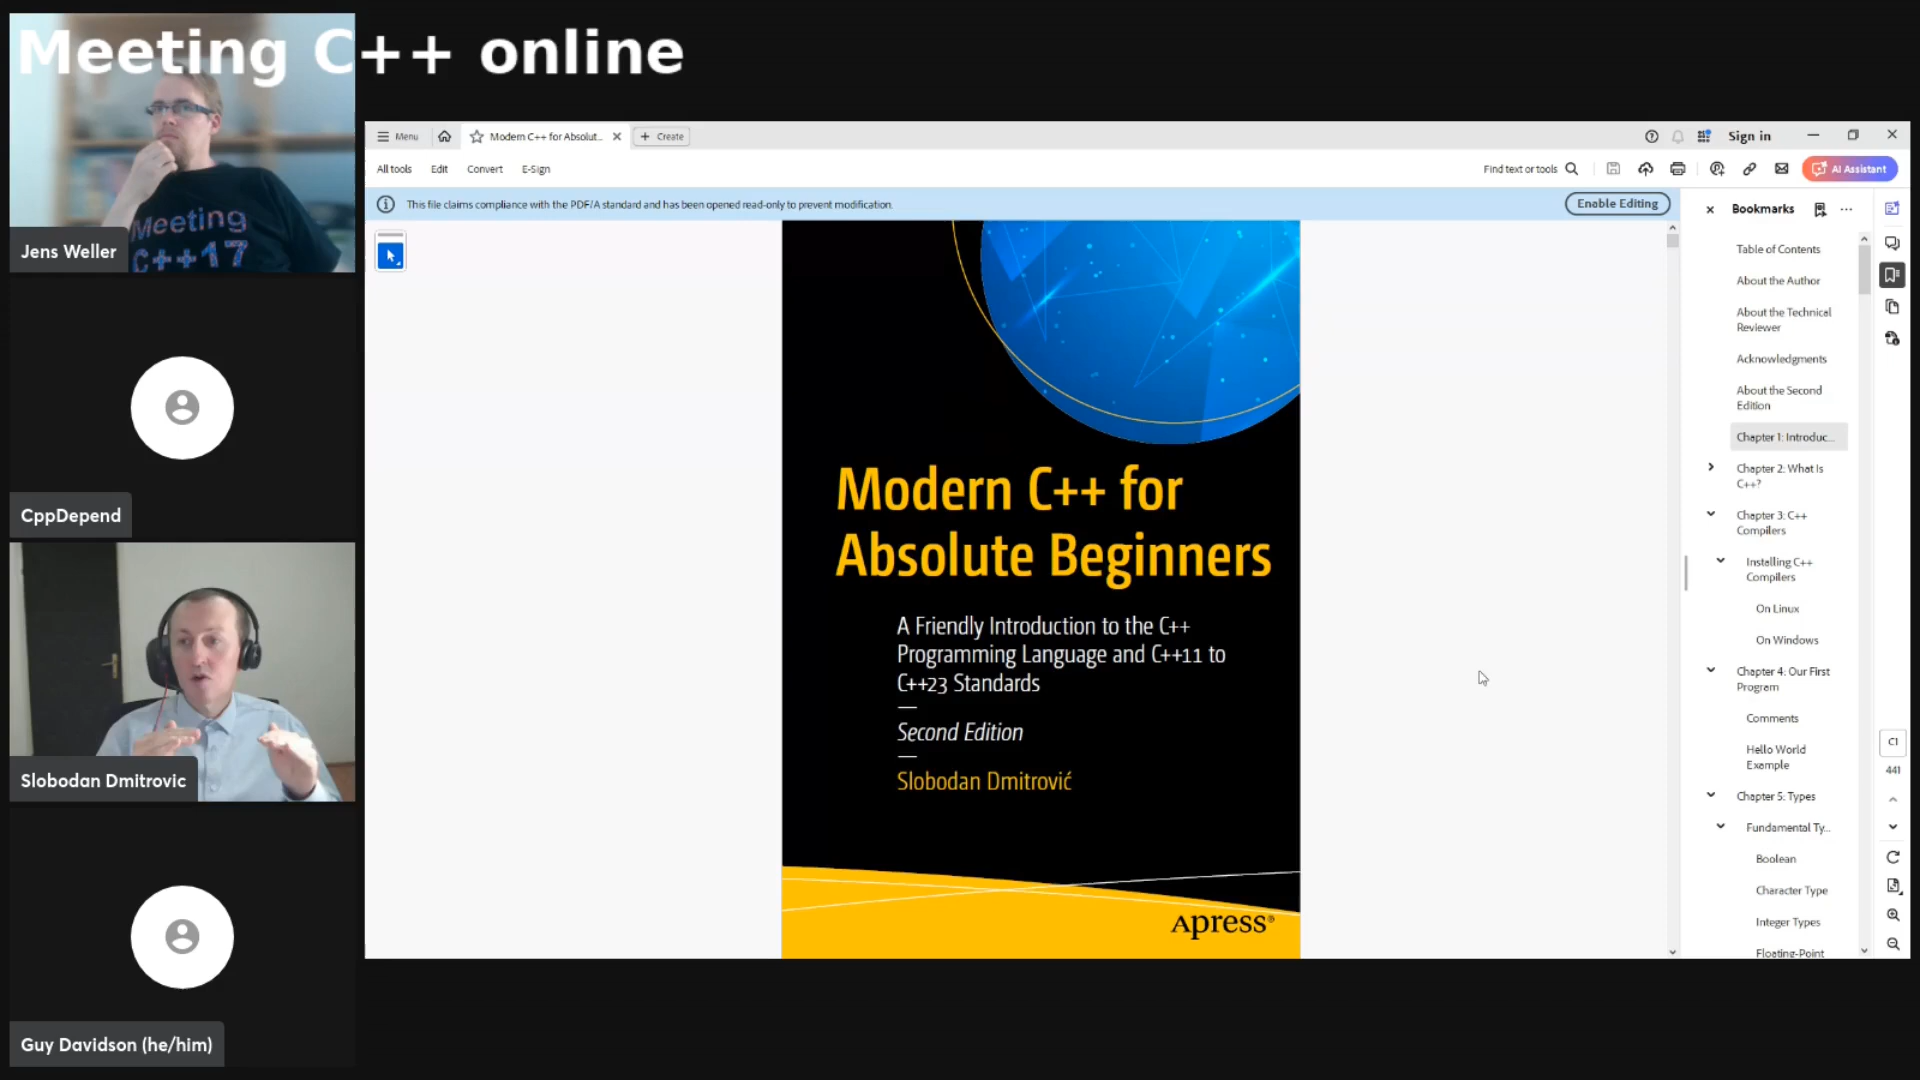 Meeting C++ online
Meeting
C++17
Jens Weller
CppDepend
Slobodan Dmitrovic
Guy Davidson (he/him)
Menu
Modern C++ for Absolut...
Create
Sign in
All tools
Edit
Convert
E-Sign
Find text or tools
AI Assistant
This file claims compliance with the PDF/A standard and has been opened read-only to prevent modification.
Enable Editing
Modern C++ for
Absolute Beginners
A Friendly Introduction to the C++
Programming Language and C++11 to
C++23 Standards
Second Edition
Slobodan Dmitrović
Apress®
Bookmarks
Table of Contents
About the Author
About the Technical
Reviewer
Acknowledgments
About the Second
Edition
Chapter 1: Introduc...
Chapter 2: What Is
C++?
Chapter 3: C++
Compilers
Installing C++
Compilers
On Linux
On Windows
Chapter 4: Our First
Program
Comments
Hello World
Example
Chapter 5: Types
Fundamental Ty...
Boolean
Character Type
Integer Types
Floating-Point
C1
441